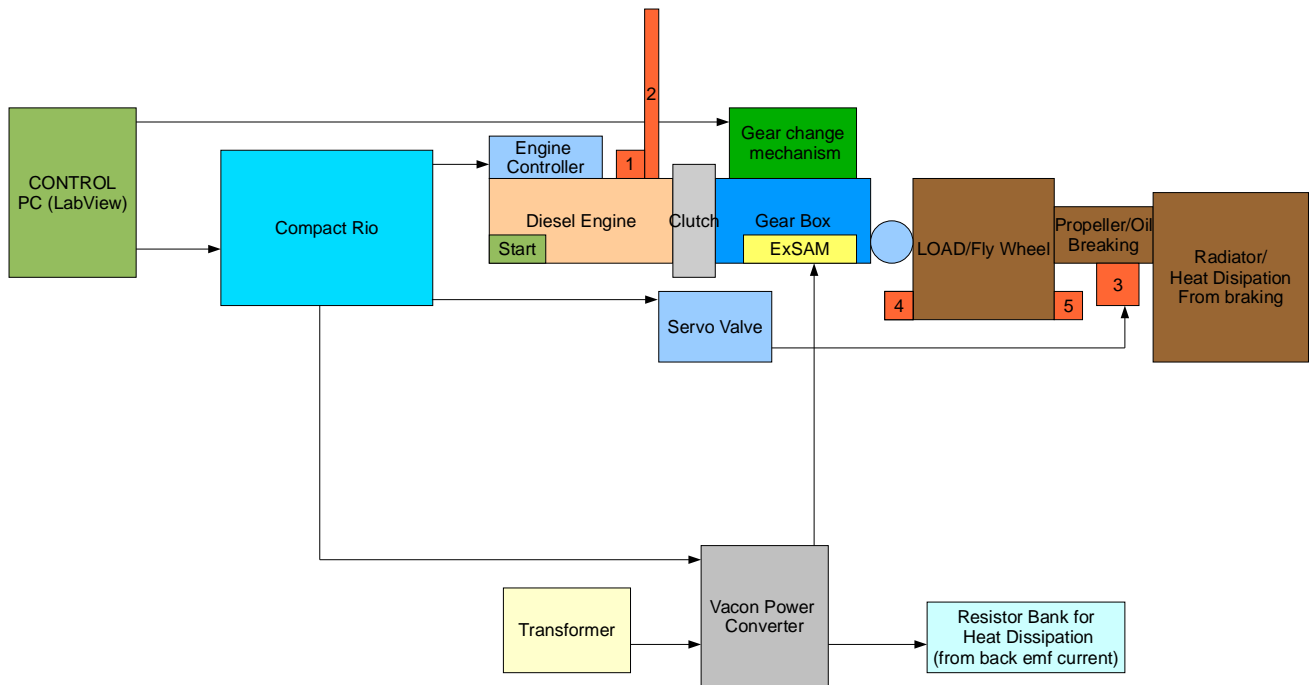 2
CONTROL
PC (LabView)
Gear change
mechanism
Engine
Controller
1
Compact Rio
Diesel Engine
Clutch
Gear Box
Start
ExSAM
LOAD/Fly Wheel
Propeller/Oil
Breaking
Radiator/
Heat Disipation
From braking
3
4
5
Servo Valve
Transformer
Vacon Power
Converter
Resistor Bank for
Heat Dissipation
(from back emf current)